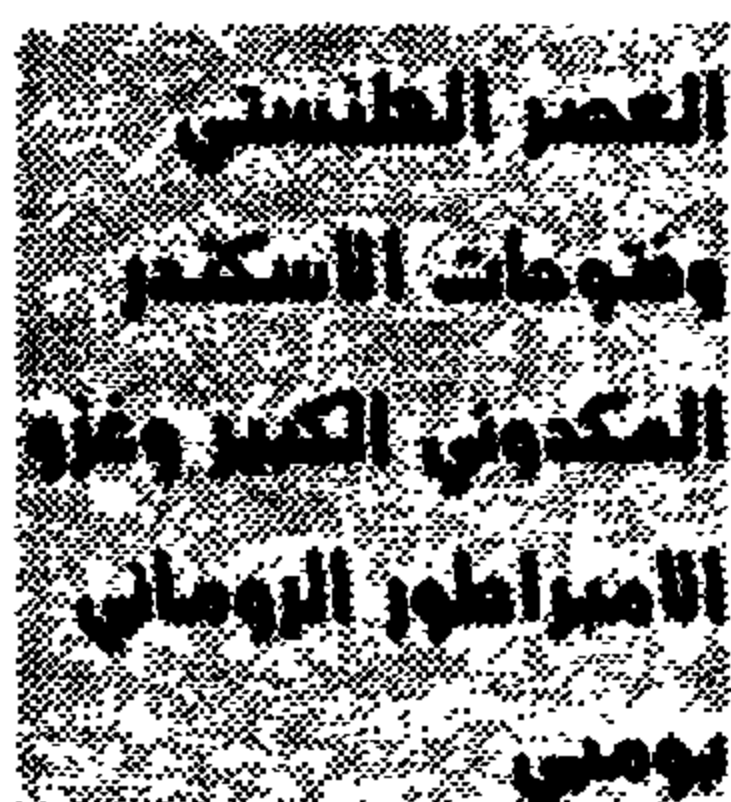 العصر الهلنستي
وفتوحات الاسكندر
المكدوني الكبير وغزو
الامبراطور الروماني
بومبي